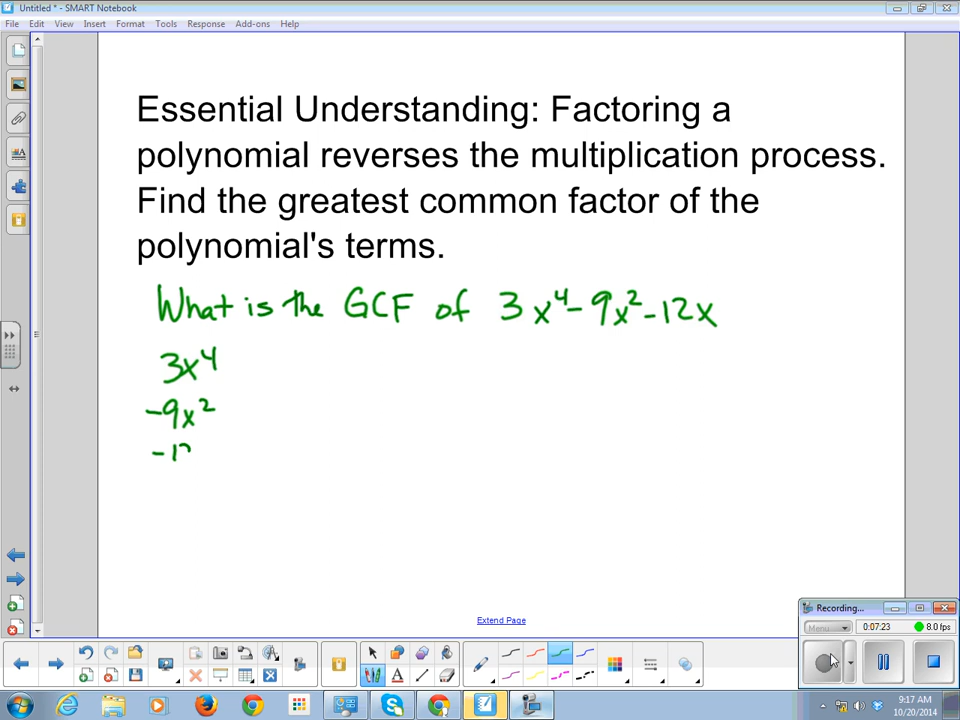 Untitled * - SMART Notebook
File Edit View Insert Format Tools Response Add-ons Help
Essential Understanding: Factoring a
polynomial reverses the multiplication process.
Find the greatest common factor of the
polynomial's terms.
What is the GCF of 3x⁴-9x²-12x
3x⁴
-9x²
-1
Extend Page
Recording...
Menu 0:07:23 8.0 fps
9:17 AM
10/20/2014